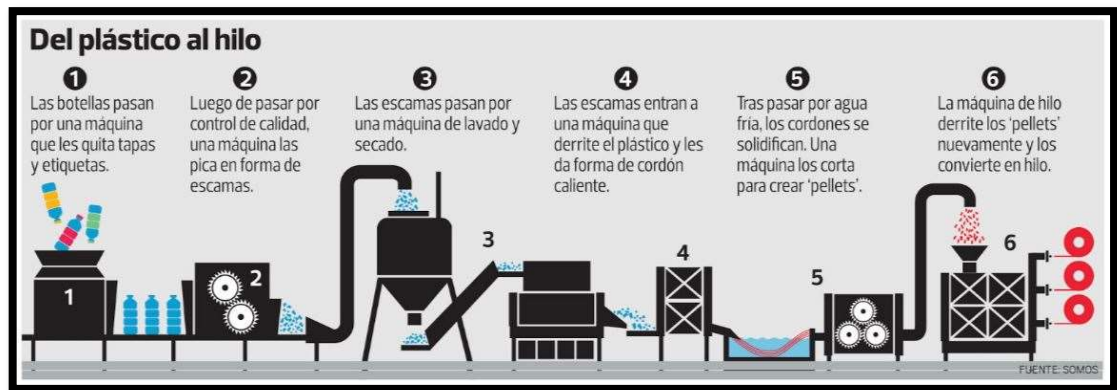 Del plástico al hilo
1
Las botellas pasan
por una máquina
que les quita tapas
y etiquetas.
2
Luego de pasar por
control de calidad,
una máquina las
pica en forma de
escamas.
3
Las escamas pasan por
una máquina de lavado y
secado.
4
Las escamas entran a
una máquina que
derrite el plástico y les
da forma de cordón
caliente.
5
Tras pasar por agua
fría, los cordones se
solidifican. Una
máquina los corta
para crear 'pellets'.
6
La máquina de hilo
derrite los 'pellets'
nuevamente y los
convierte en hilo.
1
2
3
4
5
6
FUENTE: SOMOS